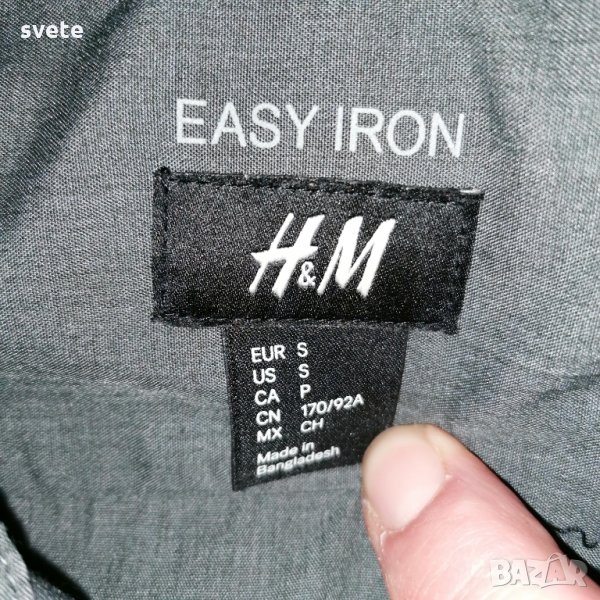 svete
EASY IRON
H&M
EUR S
US S
CA P
CN 170/92A
MX CH
Made in
Bangladesh
BAZAR